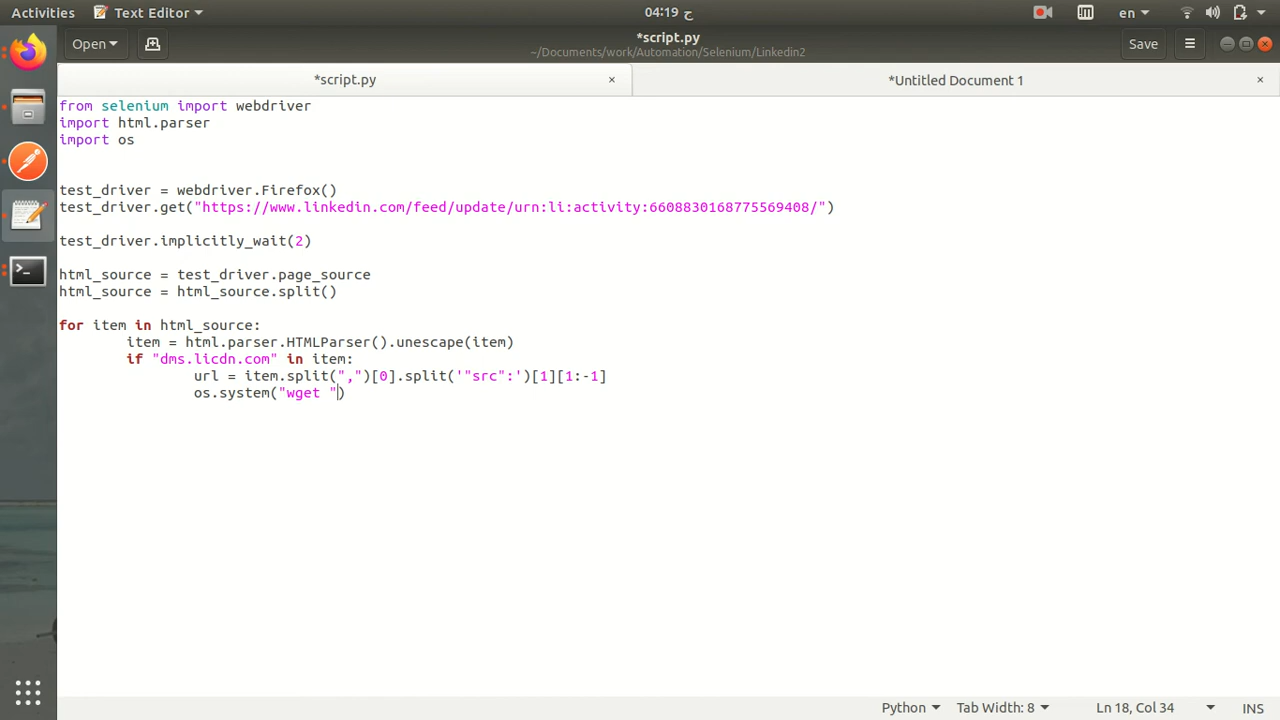 Activities Text Editor 04:19 ح en
Open *script.py Save
~/Documents/work/Automation/Selenium/Linkedin2
*script.py × *Untitled Document 1 ×
from selenium import webdriver
import html.parser
import os
test_driver = webdriver.Firefox()
test_driver.get("https://www.linkedin.com/feed/update/urn:li:activity:6608830168775569408/")
test_driver.implicitly_wait(2)
html_source = test_driver.page_source
html_source = html_source.split()
for item in html_source:
item = html.parser.HTMLParser().unescape(item)
if "dms.licdn.com" in item:
url = item.split(",")[0].split('"src":')[1][1:-1]
os.system("wget ")
Python Tab Width: 8 Ln 18, Col 34 INS